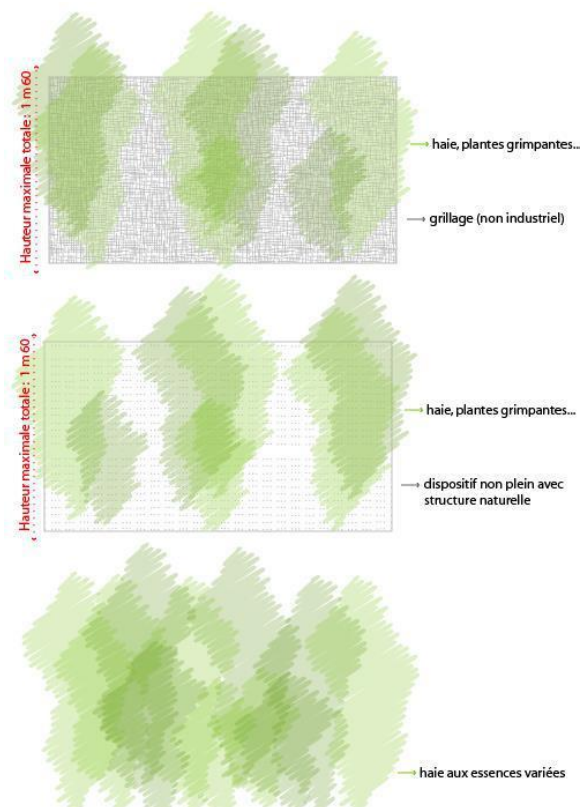 Hauteur maximale totale : 1 m 60
haie, plantes grimpantes...
grillage (non industriel)
Hauteur maximale totale : 1 m 60
haie, plantes grimpantes...
dispositif non plein avec
structure naturelle
haie aux essences variées